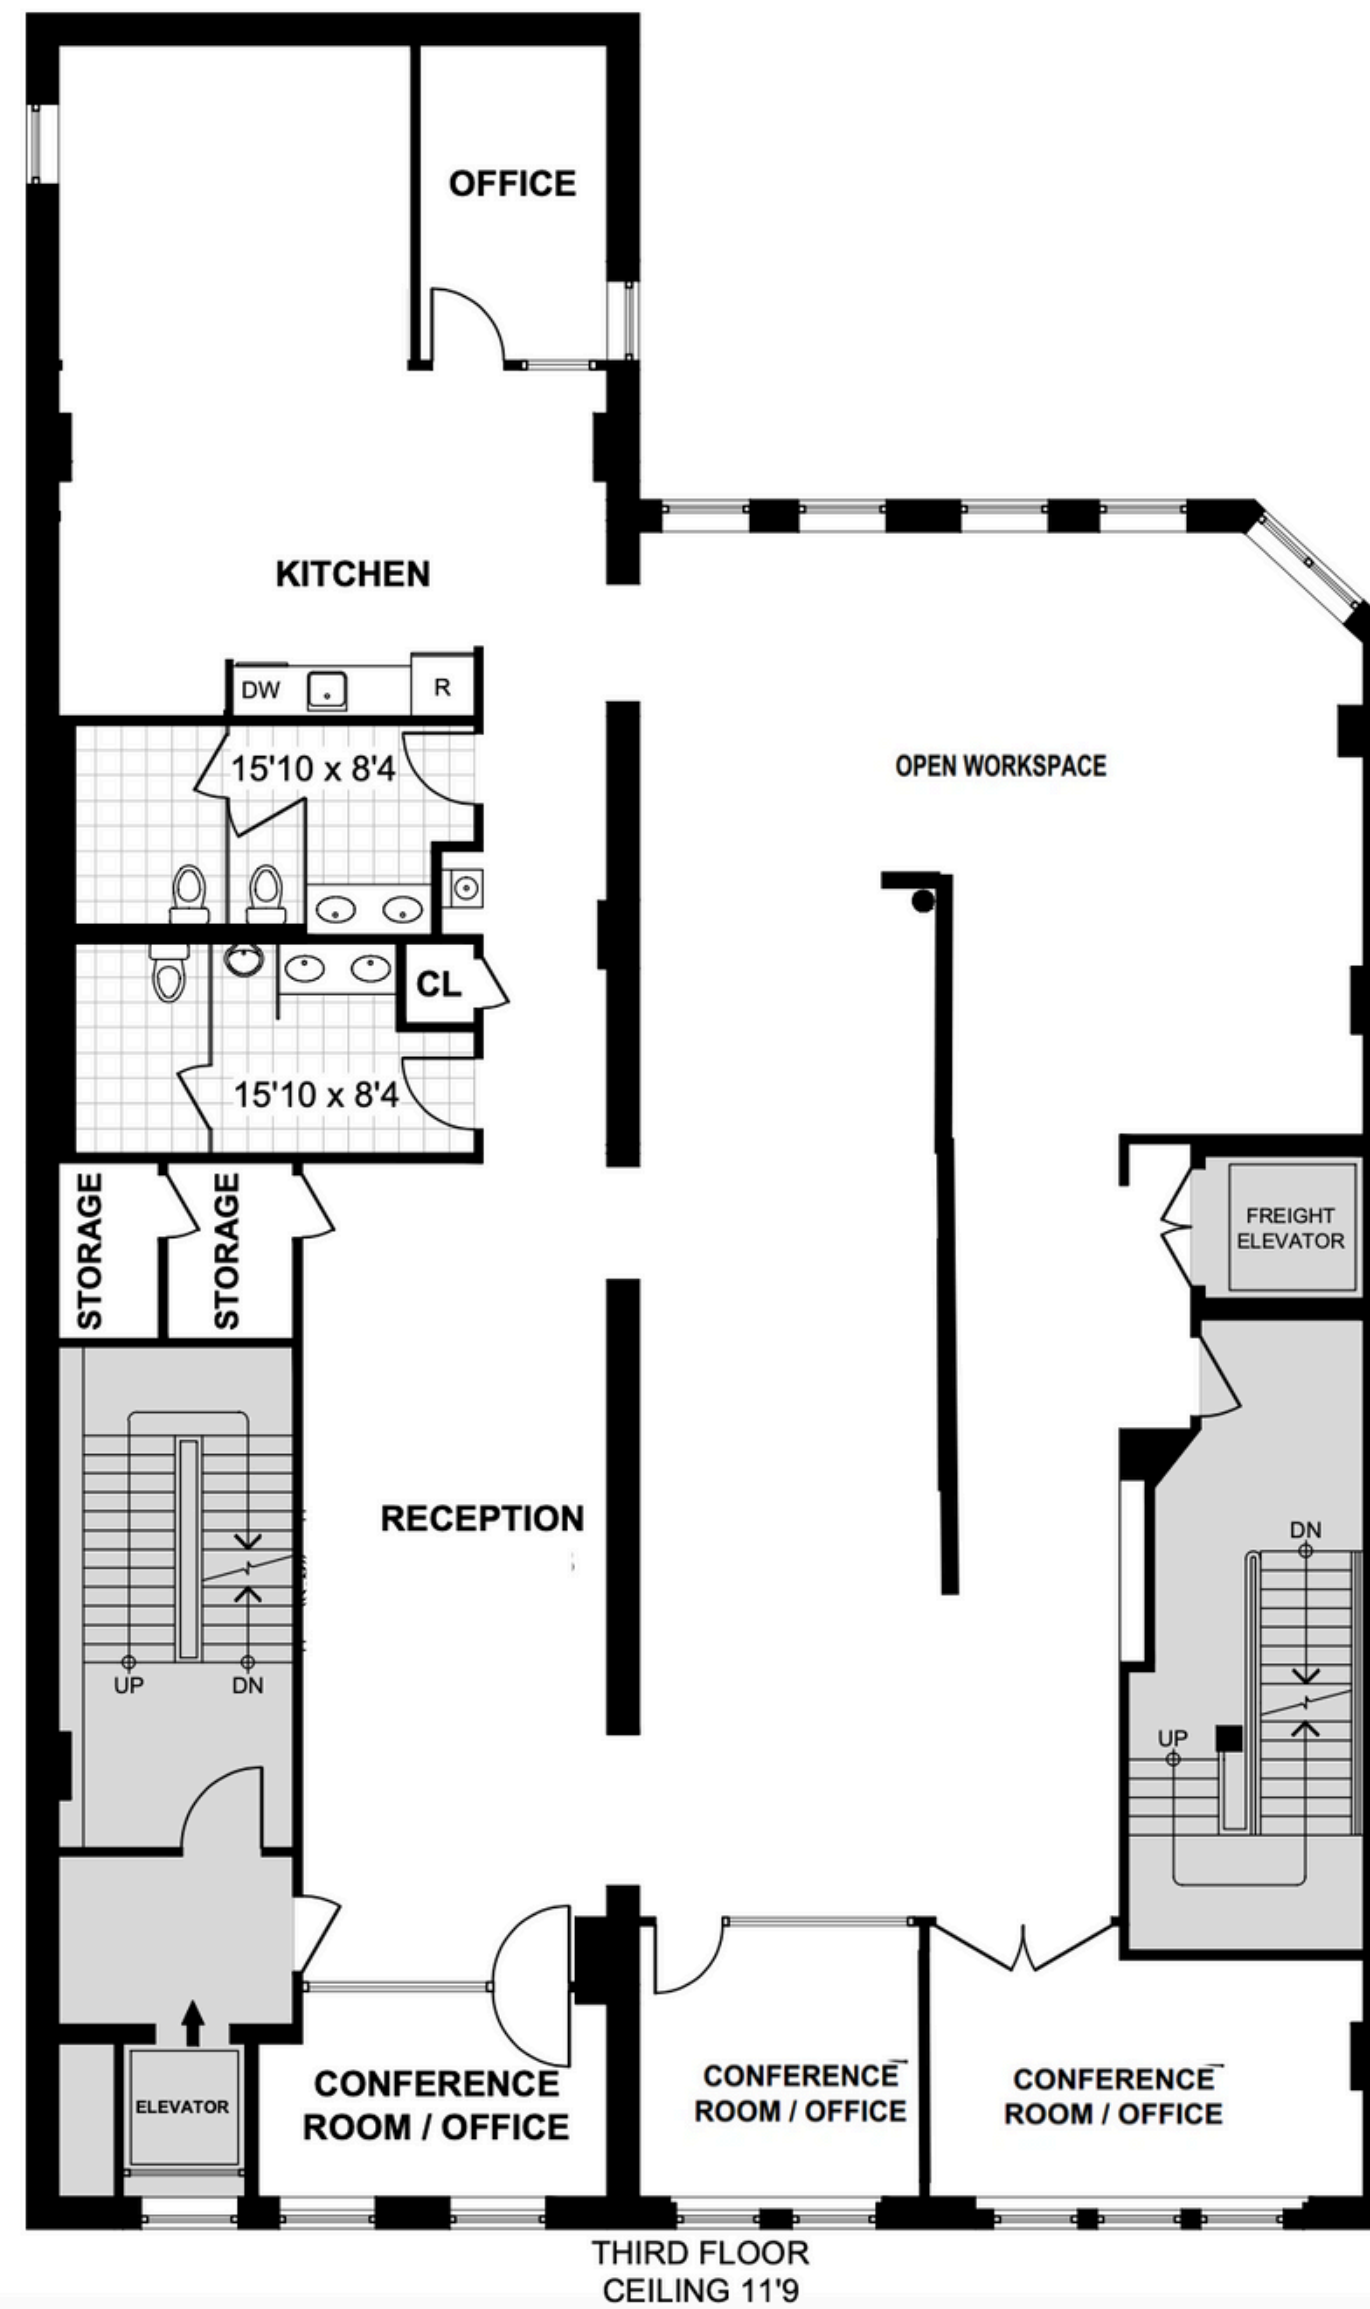 OFFICE
KITCHEN
DW
R
15'10 x 8'4
OPEN WORKSPACE
CL
15'10 x 8'4
STORAGE
STORAGE
FREIGHT
ELEVATOR
RECEPTION
DN
UP
DN
UP
CONFERENCE
ROOM / OFFICE
CONFERENCE
ROOM / OFFICE
CONFERENCE
ROOM / OFFICE
ELEVATOR
THIRD FLOOR
CEILING 11'9